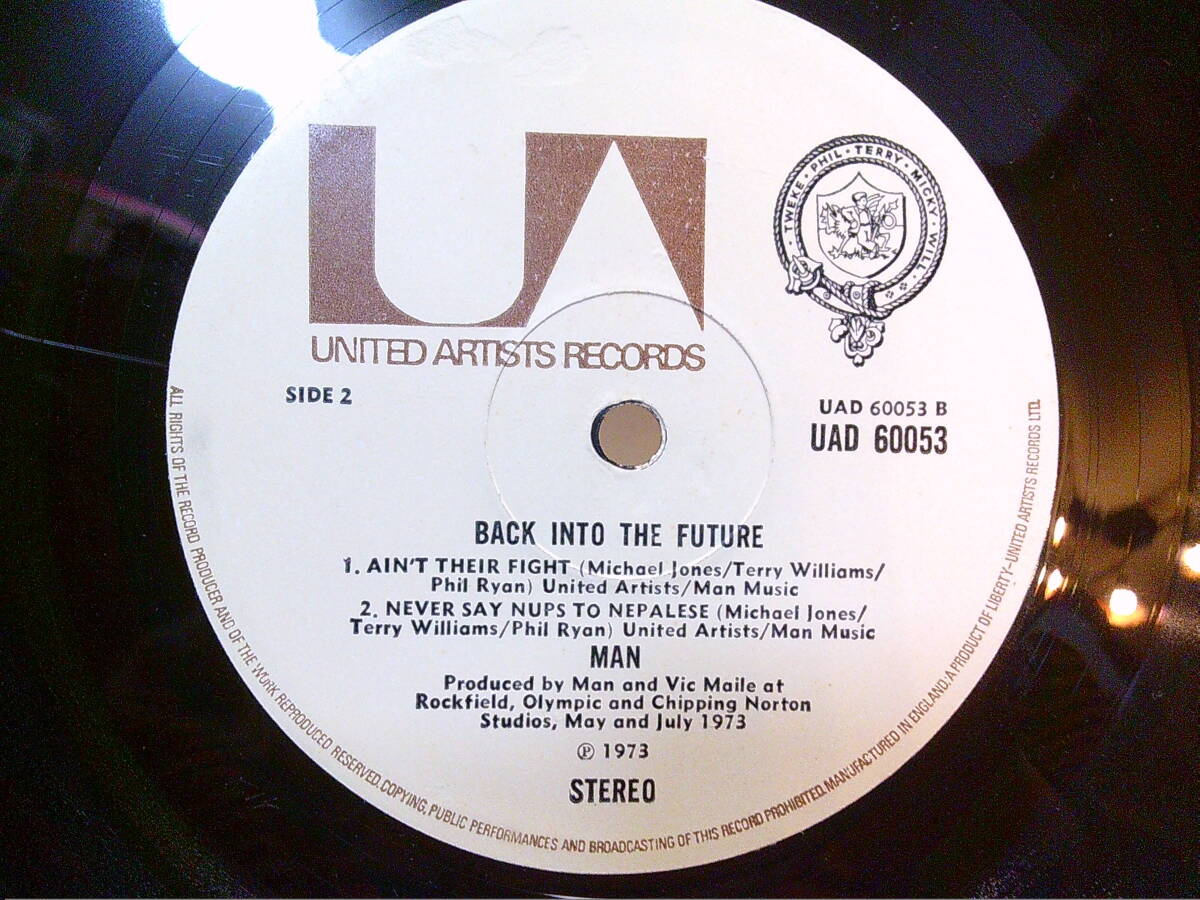 UA
UNITED ARTISTS RECORDS
· TWEKE · PHIL · TERRY · MICKY · WILL ·
SIDE 2
UAD 60053 B
UAD 60053
BACK INTO THE FUTURE
1. AIN'T THEIR FIGHT (Michael Jones/Terry Williams/
Phil Ryan) United Artists/Man Music
2. NEVER SAY NUPS TO NEPALESE (Michael Jones/
Terry Williams/Phil Ryan) United Artists/Man Music
MAN
Produced by Man and Vic Maile at
Rockfield, Olympic and Chipping Norton
Studios, May and July 1973
℗ 1973
STEREO
ALL RIGHTS OF THE RECORD PRODUCER AND OF THE WORK REPRODUCED RESERVED. COPYING, PUBLIC PERFORMANCES AND BROADCASTING OF THIS RECORD PROHIBITED. MANUFACTURED IN ENGLAND. A PRODUCT OF LIBERTY-UNITED ARTISTS RECORDS LTD.